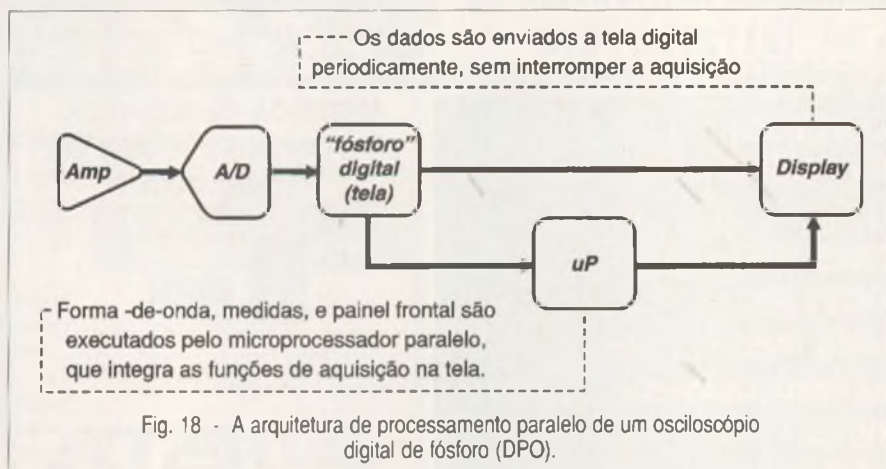 Os dados são enviados a tela digital
periodicamente, sem interromper a aquisição
Amp
A/D
"fósforo"
digital
(tela)
Display
uP
Forma -de-onda, medidas, e painel frontal são
executados pelo microprocessador paralelo,
que integra as funções de aquisição na tela.
Fig. 18 - A arquitetura de processamento paralelo de um osciloscópio
digital de fósforo (DPO).